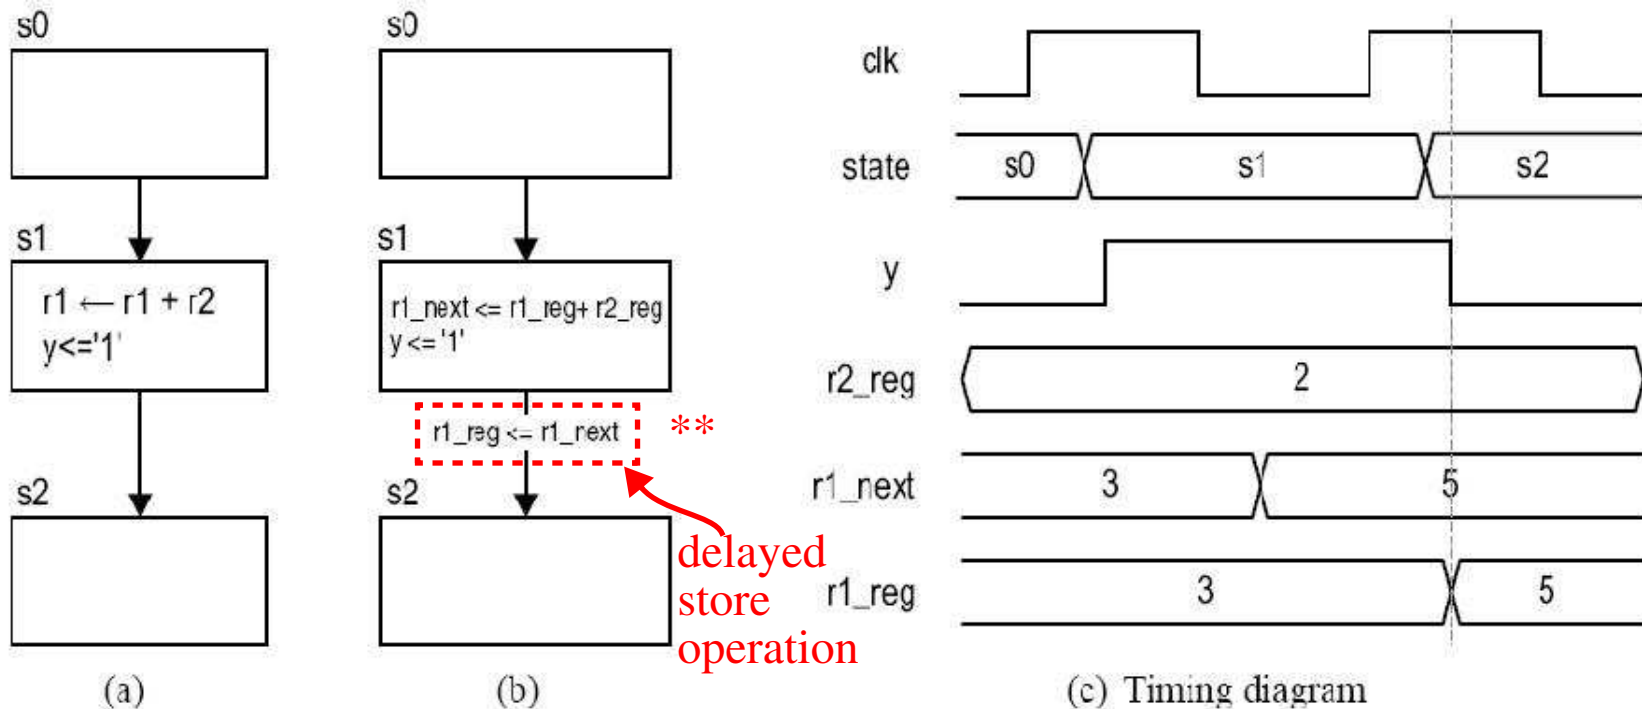 s0
s1
r1 ← r1 + r2
y<='1'
s2
(a)
s0
s1
r1_next <= r1_reg+ r2_reg
y <= '1'
r1_reg <= r1_next
**
s2
delayed
store
operation
(b)
clk
state
s0
s1
s2
y
r2_reg
2
r1_next
3
5
r1_reg
3
5
(c) Timing diagram